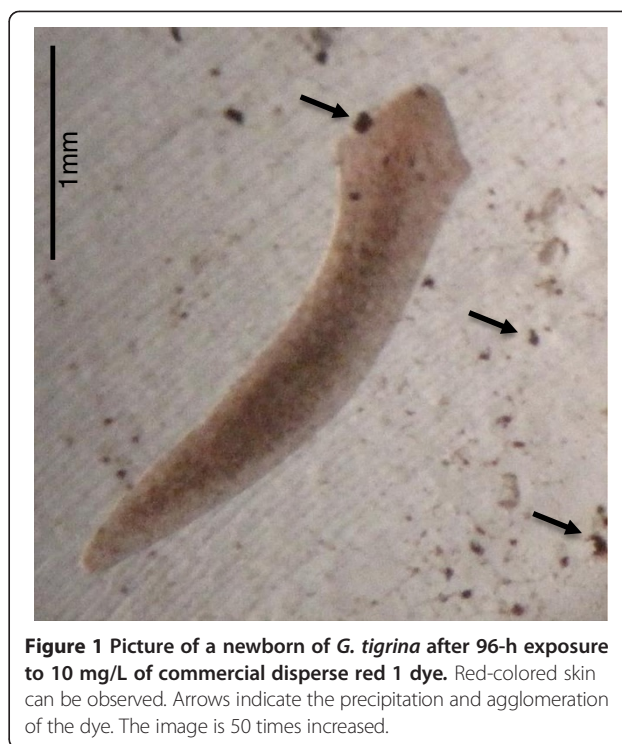 1mm
Figure 1 Picture of a newborn of G. tigrina after 96-h exposure
to 10 mg/L of commercial disperse red 1 dye. Red-colored skin
can be observed. Arrows indicate the precipitation and agglomeration
of the dye. The image is 50 times increased.